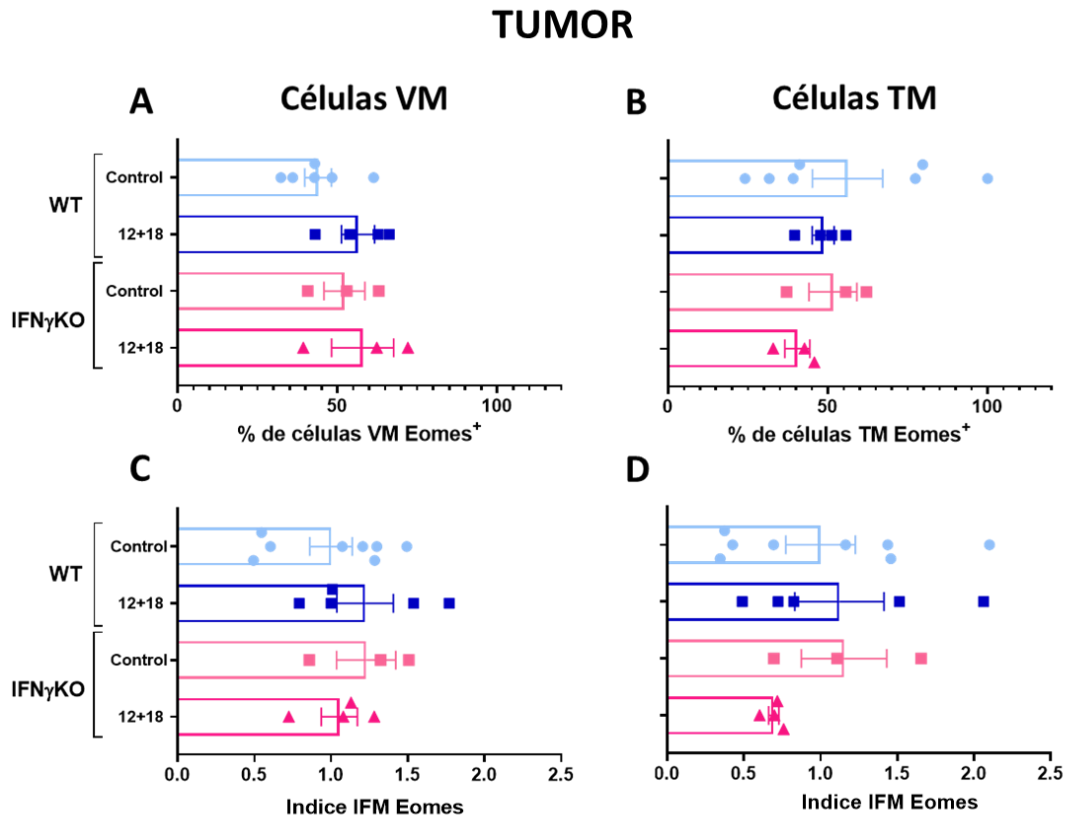 TUMOR
A
Células VM
WT
Control
12+18
IFNγKO
Control
12+18
0
50
100
% de células VM Eomes⁺
B
Células TM
0
50
100
% de células TM Eomes⁺
C
WT
Control
12+18
IFNγKO
Control
12+18
0.0
0.5
1.0
1.5
2.0
2.5
Indice IFM Eomes
D
0.0
0.5
1.0
1.5
2.0
2.5
Indice IFM Eomes